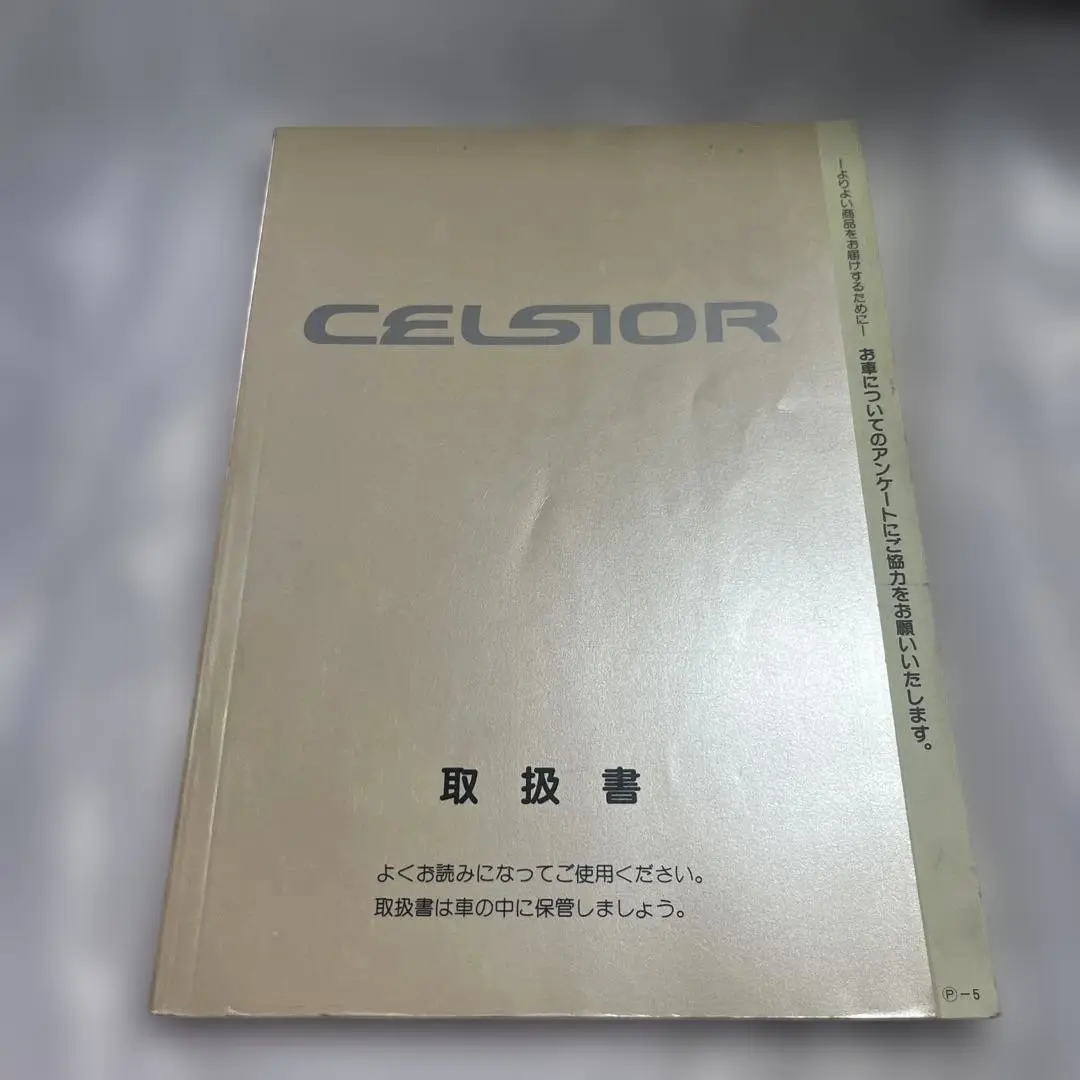 CELSIOR
取扱書
よくお読みになってご使用ください。
取扱書は車の中に保管しましょう。
ーよりよい商品をお届けするためにー お車についてのアンケートにご協力をお願いいたします。
Ⓟ−5